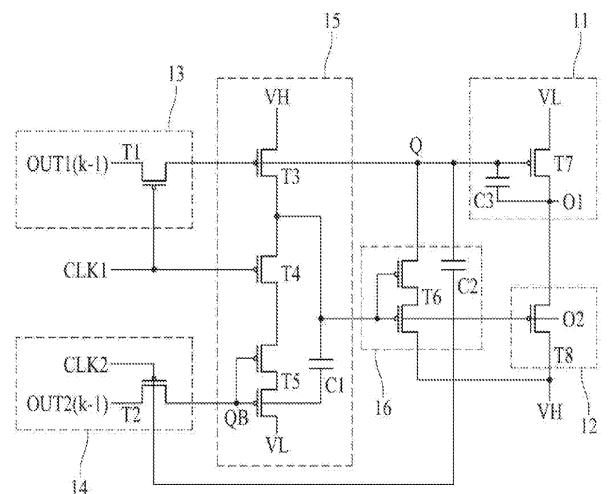 15
11
13
VH
VL
OUT1(k-1)
T1
Q
T3
T7
C3
O1
CLK1
T4
T6
C2
O2
CLK2
T5
C1
T8
OUT2(k-1)
T2
QB
16
VH
12
VL
14